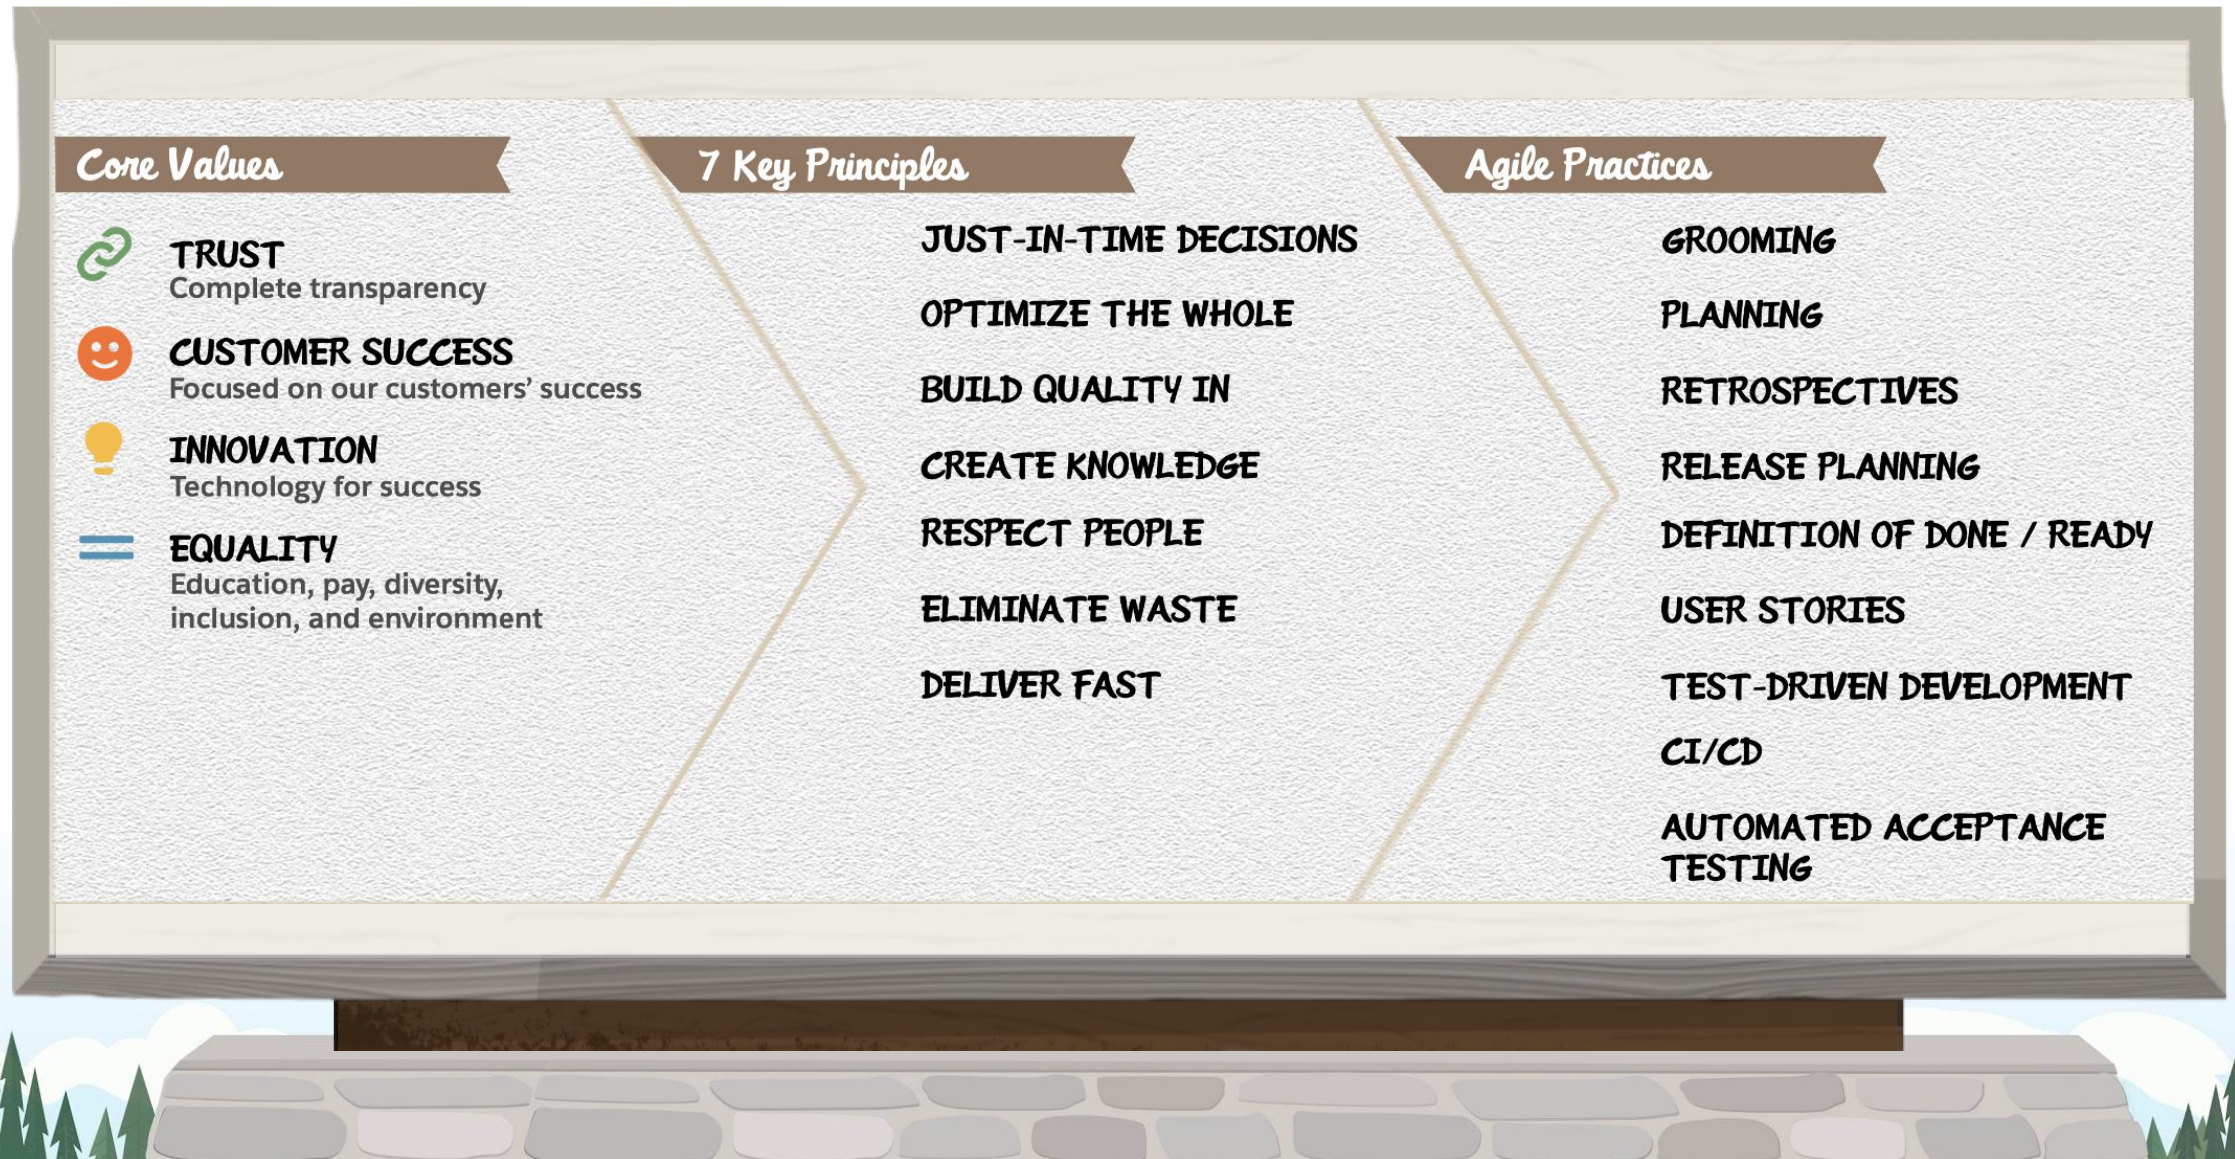 Core Values
TRUST
Complete transparency
CUSTOMER SUCCESS
Focused on our customers’ success
INNOVATION
Technology for success
EQUALITY
Education, pay, diversity,
inclusion, and environment
7 Key Principles
JUST-IN-TIME DECISIONS
OPTIMIZE THE WHOLE
BUILD QUALITY IN
CREATE KNOWLEDGE
RESPECT PEOPLE
ELIMINATE WASTE
DELIVER FAST
Agile Practices
GROOMING
PLANNING
RETROSPECTIVES
RELEASE PLANNING
DEFINITION OF DONE / READY
USER STORIES
TEST-DRIVEN DEVELOPMENT
CI/CD
AUTOMATED ACCEPTANCE
TESTING